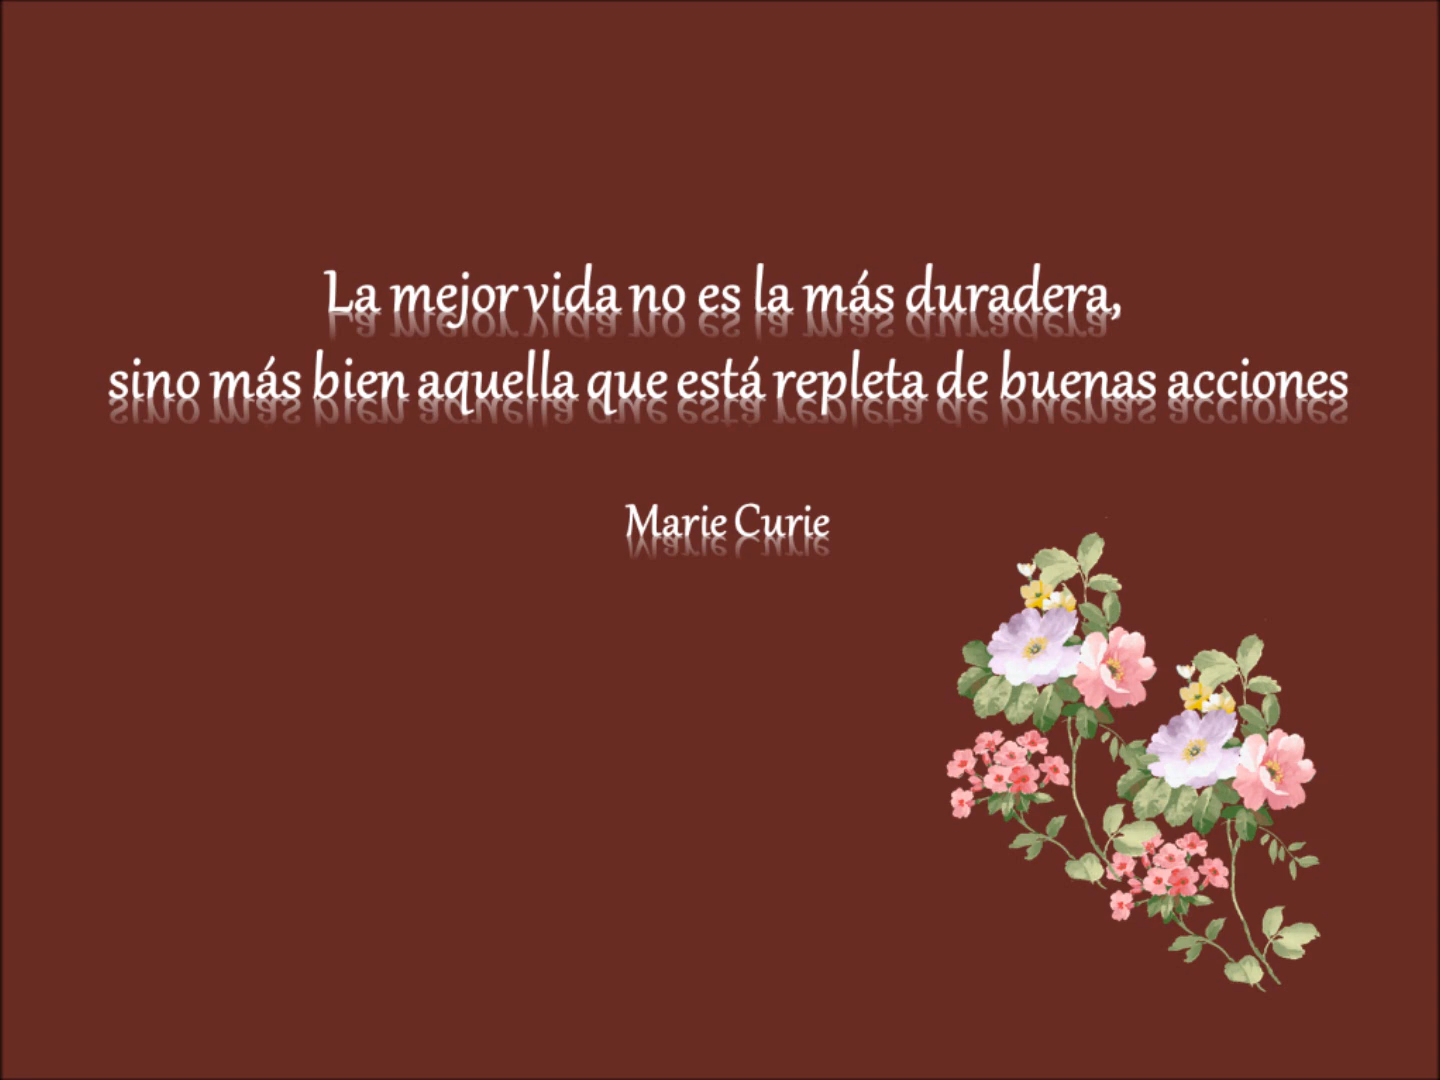 La mejor vida no es la más duradera,
sino más bien aquella que está repleta de buenas acciones
Marie Curie